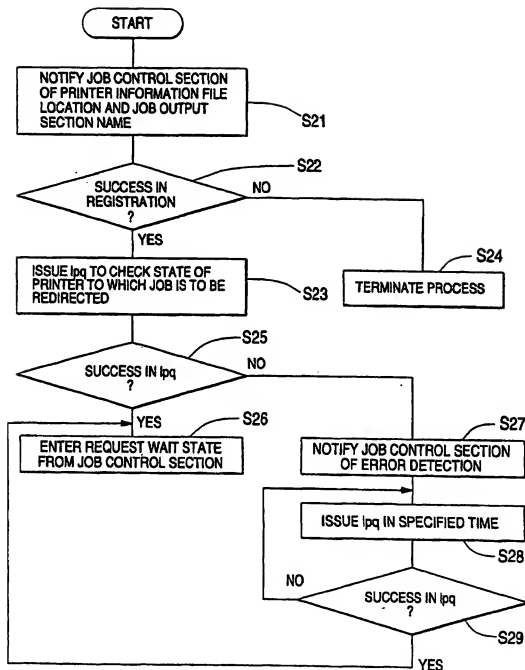 START
NOTIFY JOB CONTROL SECTION
OF PRINTER INFORMATION FILE
LOCATION AND JOB OUTPUT
SECTION NAME
S21
S22
SUCCESS IN
REGISTRATION
?
NO
YES
S24
TERMINATE PROCESS
ISSUE lpq TO CHECK STATE OF
PRINTER TO WHICH JOB IS TO BE
REDIRECTED
S23
S25
SUCCESS IN lpq
?
NO
YES
S26
ENTER REQUEST WAIT STATE
FROM JOB CONTROL SECTION
S27
NOTIFY JOB CONTROL SECTION
OF ERROR DETECTION
ISSUE lpq IN SPECIFIED TIME
S28
NO
SUCCESS IN lpq
?
S29
YES